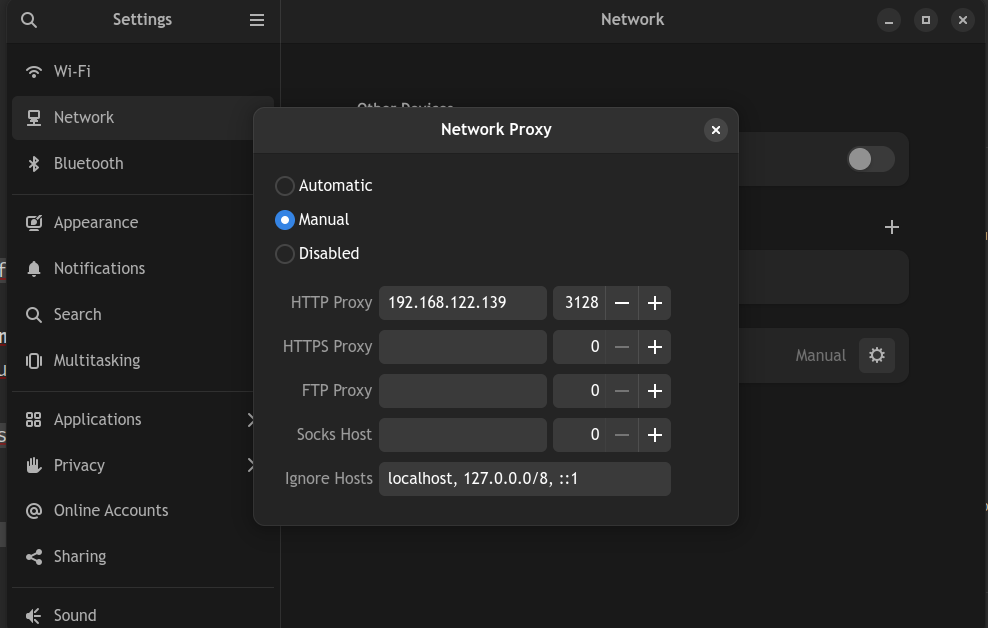 Settings
Network
Wi-Fi
Network
Bluetooth
Appearance
Notifications
Search
Multitasking
Applications
Privacy
Online Accounts
Sharing
Sound
Other Devices
Network Proxy
Automatic
Manual
Disabled
HTTP Proxy 192.168.122.139 3128
HTTPS Proxy 0
FTP Proxy 0
Socks Host 0
Ignore Hosts localhost, 127.0.0.0/8, ::1
Manual